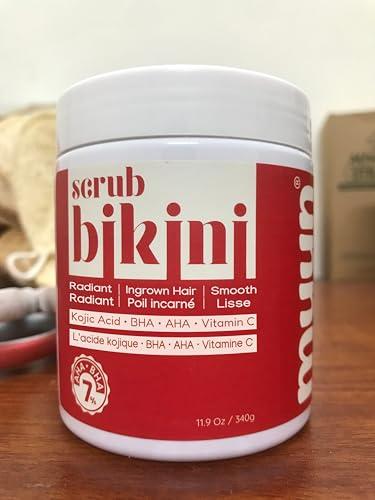 scrub
bikini
Radiant | Ingrown Hair | Smooth
Radiant | Poil incarné | Lisse
Kojic Acid • BHA • AHA • Vitamin C
L'acide kojique • BHA • AHA • Vitamine C
AHA • BHA
7%
11.9 Oz / 340g